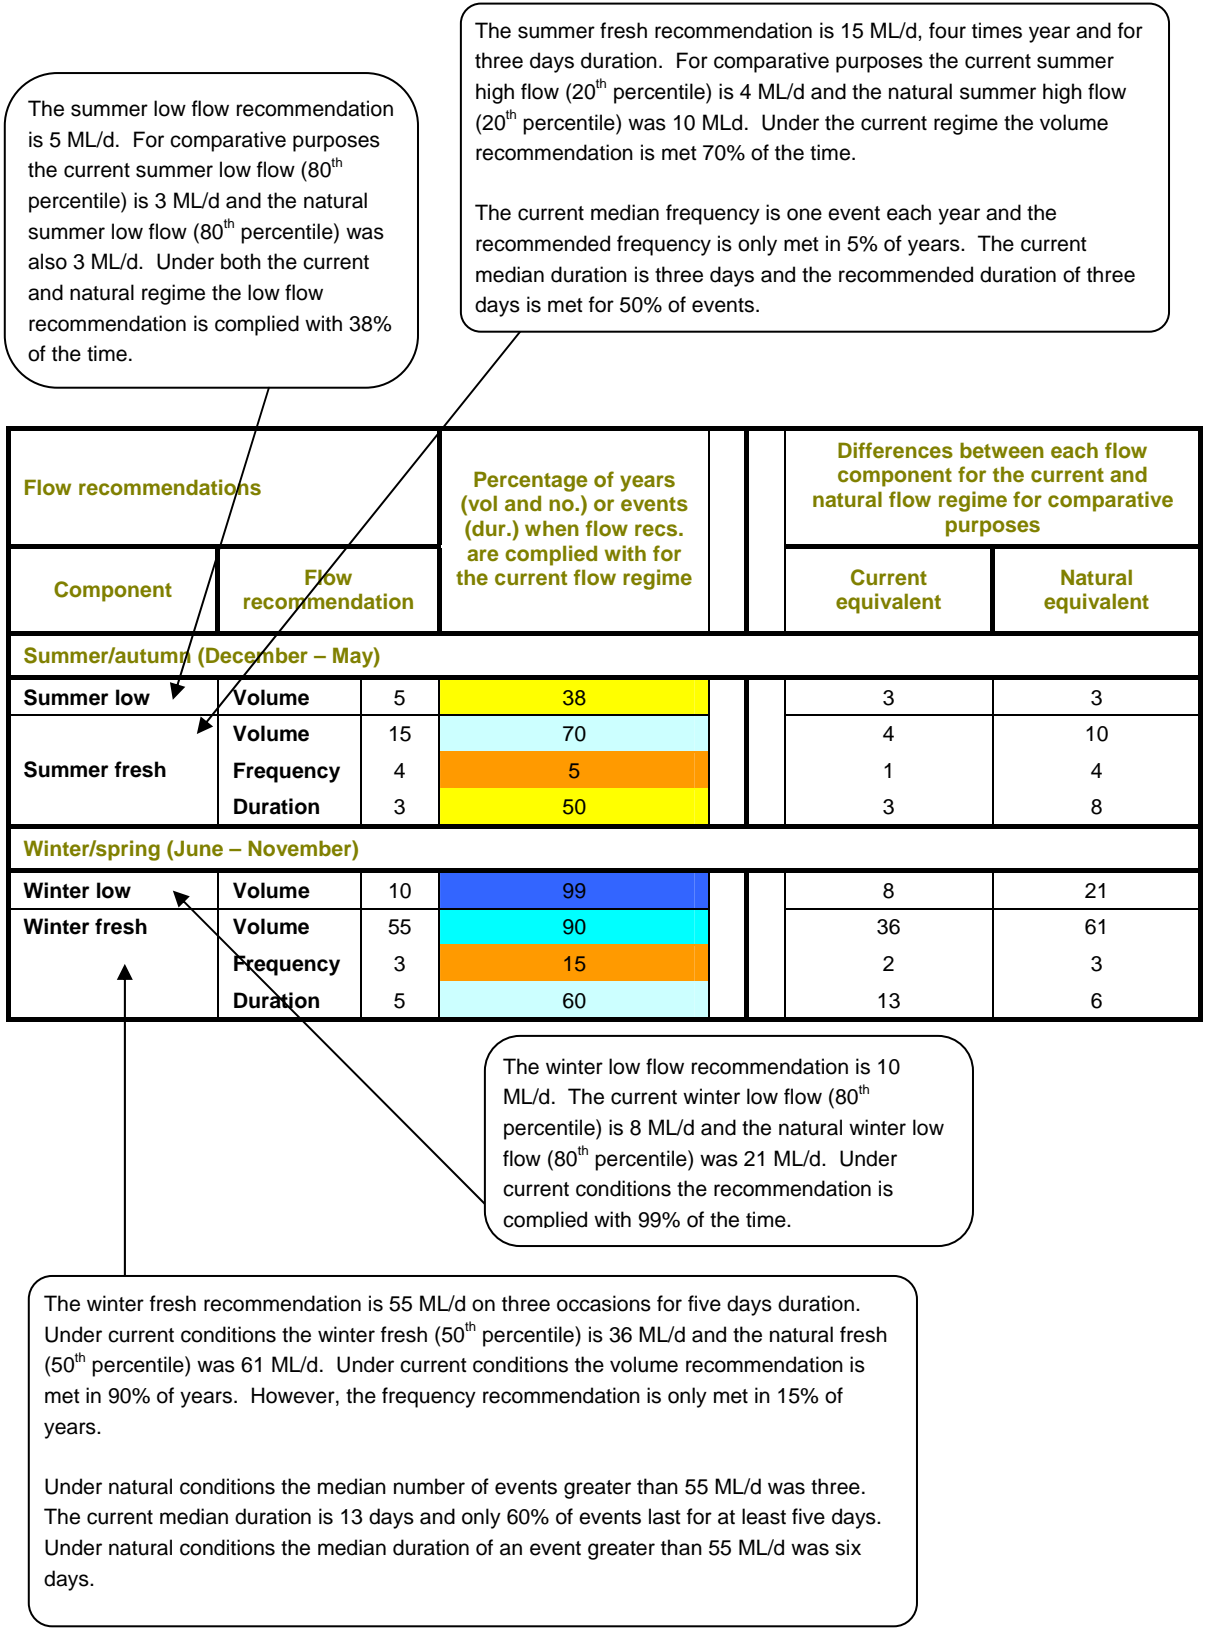 The summer fresh recommendation is 15 ML/d, four times year and for
three days duration.  For comparative purposes the current summer
high flow (20th percentile) is 4 ML/d and the natural summer high flow
(20th percentile) was 10 MLd.  Under the current regime the volume
recommendation is met 70% of the time.
The current median frequency is one event each year and the
recommended frequency is only met in 5% of years.  The current
median duration is three days and the recommended duration of three
days is met for 50% of events.
The summer low flow recommendation
is 5 ML/d.  For comparative purposes
the current summer low flow (80th
percentile) is 3 ML/d and the natural
summer low flow (80th percentile) was
also 3 ML/d.  Under both the current
and natural regime the low flow
recommendation is complied with 38%
of the time.
Flow recommendations
Percentage of years
(vol and no.) or events
(dur.) when flow recs.
are complied with for
the current flow regime
Differences between each flow
component for the current and
natural flow regime for comparative
purposes
Component
Flow
recommendation
Current
equivalent
Natural
equivalent
Summer/autumn (December – May)
Summer low Volume 5 38 3 3
Volume 15 70 4 10
Summer fresh Frequency 4 5 1 4
Duration 3 50 3 8
Winter/spring (June – November)
Winter low Volume 10 99 8 21
Winter fresh Volume 55 90 36 61
Frequency 3 15 2 3
Duration 5 60 13 6
The winter low flow recommendation is 10
ML/d.  The current winter low flow (80th
percentile) is 8 ML/d and the natural winter low
flow (80th percentile) was 21 ML/d.  Under
current conditions the recommendation is
complied with 99% of the time.
The winter fresh recommendation is 55 ML/d on three occasions for five days duration.
Under current conditions the winter fresh (50th percentile) is 36 ML/d and the natural fresh
(50th percentile) was 61 ML/d.  Under current conditions the volume recommendation is
met in 90% of years.  However, the frequency recommendation is only met in 15% of
years.
Under natural conditions the median number of events greater than 55 ML/d was three.
The current median duration is 13 days and only 60% of events last for at least five days.
Under natural conditions the median duration of an event greater than 55 ML/d was six
days.